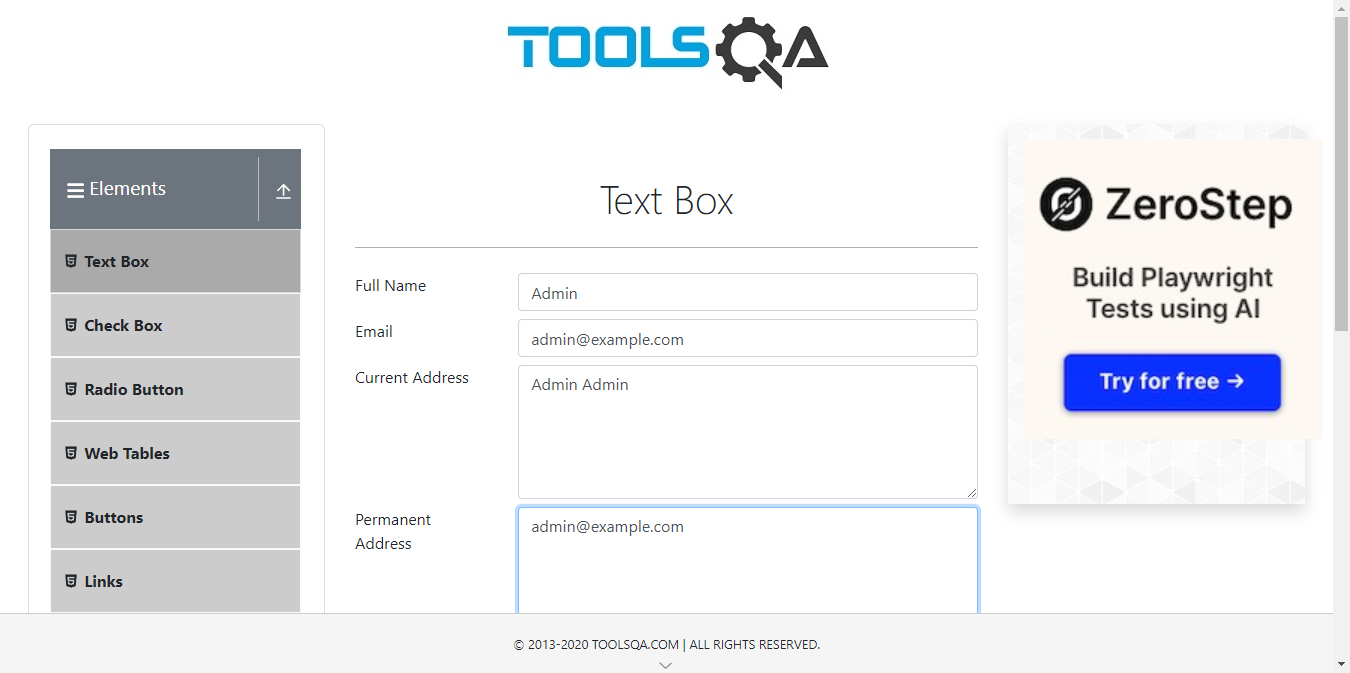 TOOLSQA
Elements
Text Box
Check Box
Radio Button
Web Tables
Buttons
Links
Text Box
Full Name
Admin
Email
admin@example.com
Current Address
Admin Admin
Permanent
Address
admin@example.com
ZeroStep
Build Playwright
Tests using AI
Try for free →
© 2013-2020 TOOLSQA.COM | ALL RIGHTS RESERVED.